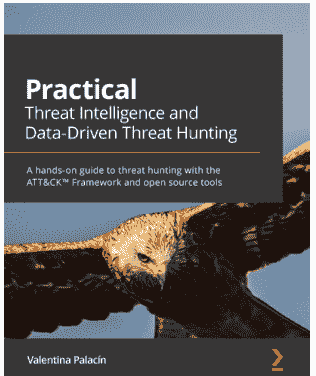 Practical
Threat Intelligence and
Data-Driven Threat Hunting
A hands-on guide to threat hunting with the
ATT&CK™ Framework and open source tools
Valentina Palacín